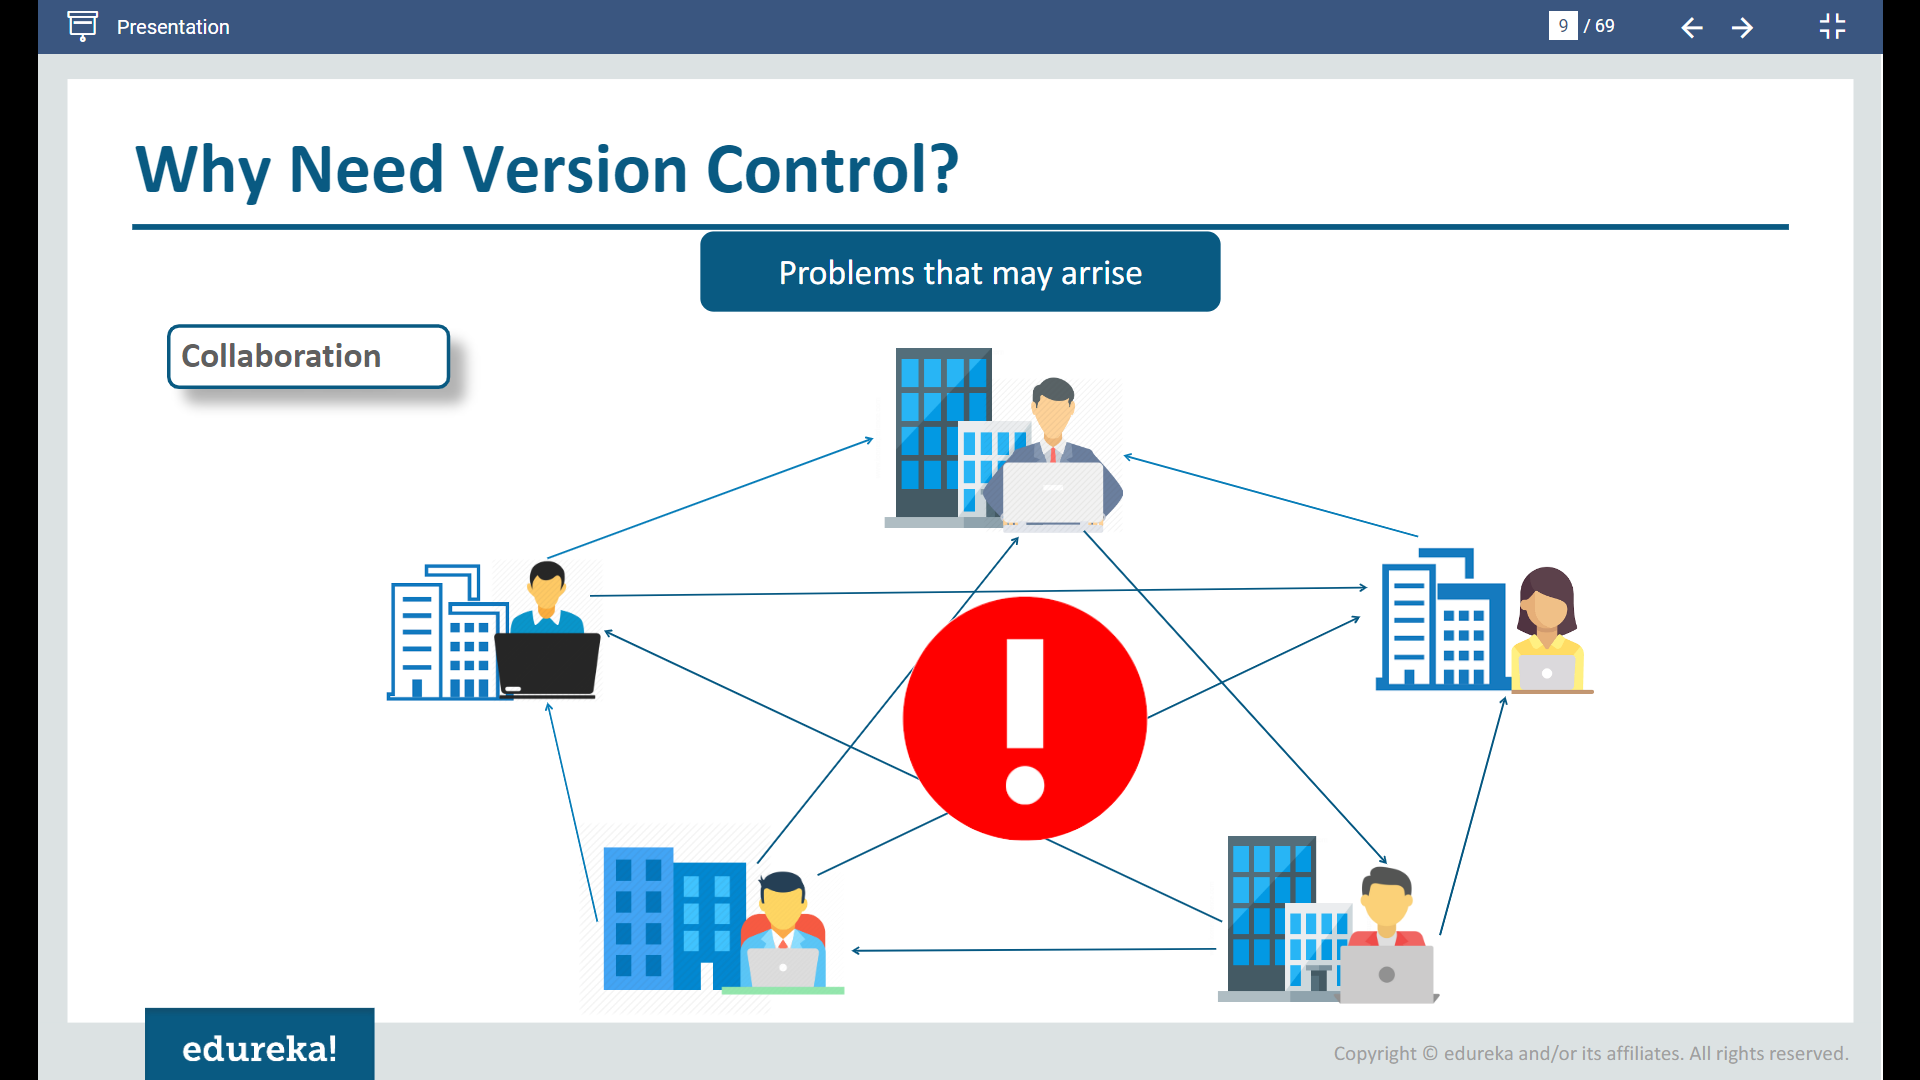 Presentation
9 / 69
Why Need Version Control?
Problems that may arrise
Collaboration
edureka!
Copyright © edureka and/or its affiliates. All rights reserved.